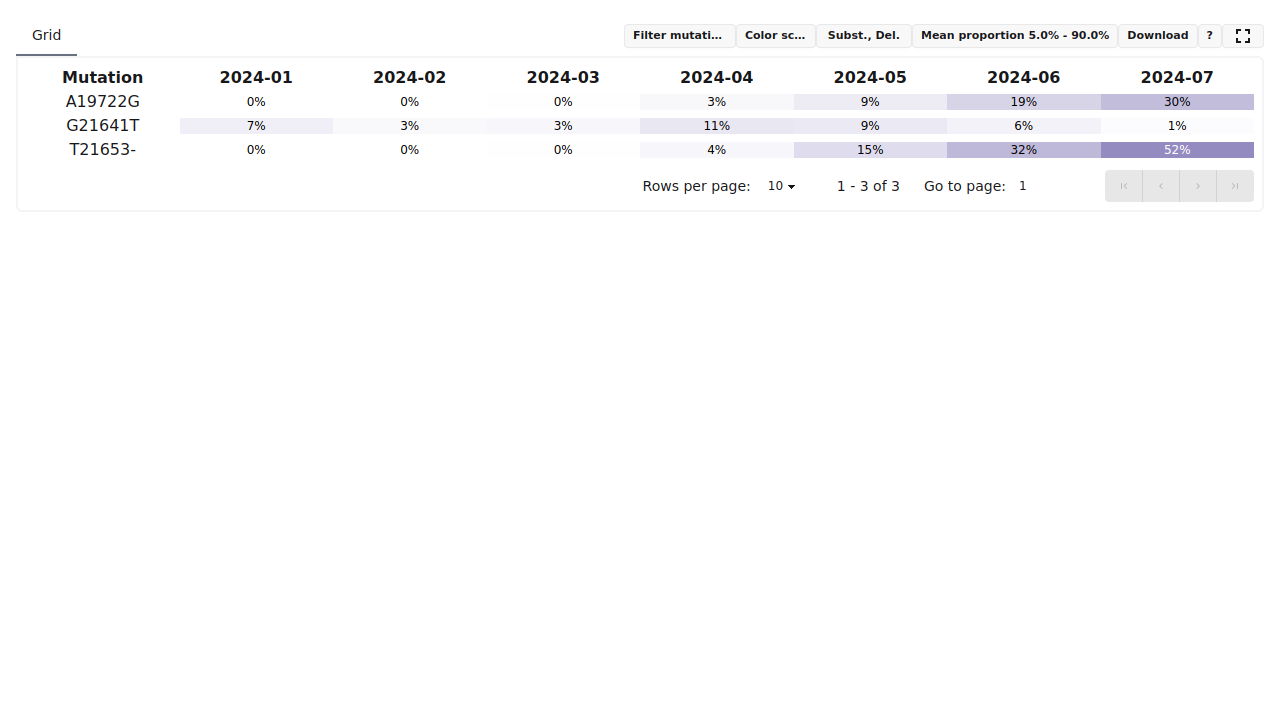 Grid
Filter mutati... Color sc... Subst., Del. Mean proportion 5.0% - 90.0% Download ?
Mutation 2024-01 2024-02 2024-03 2024-04 2024-05 2024-06 2024-07
A19722G 0% 0% 0% 3% 9% 19% 30%
G21641T 7% 3% 3% 11% 9% 6% 1%
T21653- 0% 0% 0% 4% 15% 32% 52%
Rows per page: 10 1 - 3 of 3 Go to page: 1